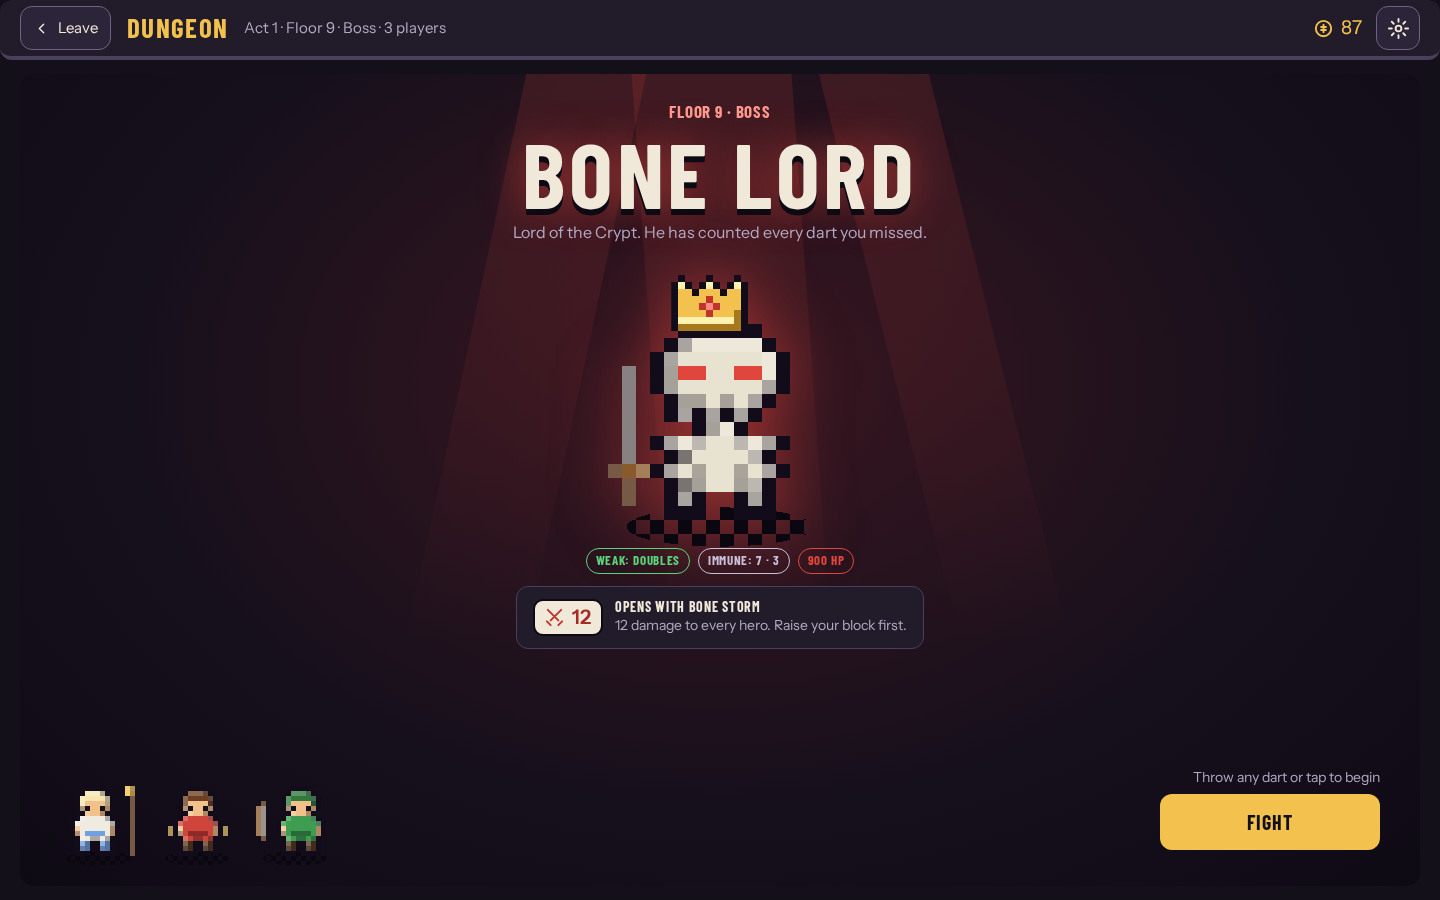 Leave
DUNGEON
Act 1 · Floor 9 · Boss · 3 players
87
FLOOR 9 · BOSS
BONE LORD
Lord of the Crypt. He has counted every dart you missed.
WEAK: DOUBLES
IMMUNE: 7 · 3
900 HP
12
OPENS WITH BONE STORM
12 damage to every hero. Raise your block first.
Throw any dart or tap to begin
FIGHT